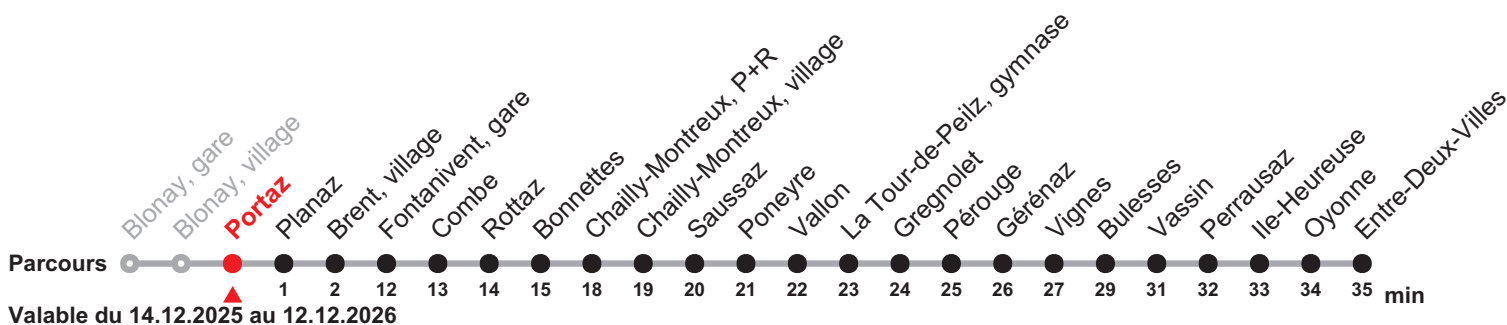 Blonay, gare
Blonay, village
Portaz
Planaz
Brent, village
Fontanivent, gare
Combe
Rottaz
Bonnettes
Chailly-Montreux, P+R
Chailly-Montreux, village
Saussaz
Poneyre
Vallon
La Tour-de-Peilz, gymnase
Gregnolet
Pérouge
Gérénaz
Vignes
Bulesses
Vassin
Perrausaz
Ile-Heureuse
Oyonne
Entre-Deux-Villes
Parcours
1 2 12 13 14 15 18 19 20 21 22 23 24 25 26 27 29 31 32 33 34 35 min
Valable du 14.12.2025 au 12.12.2026